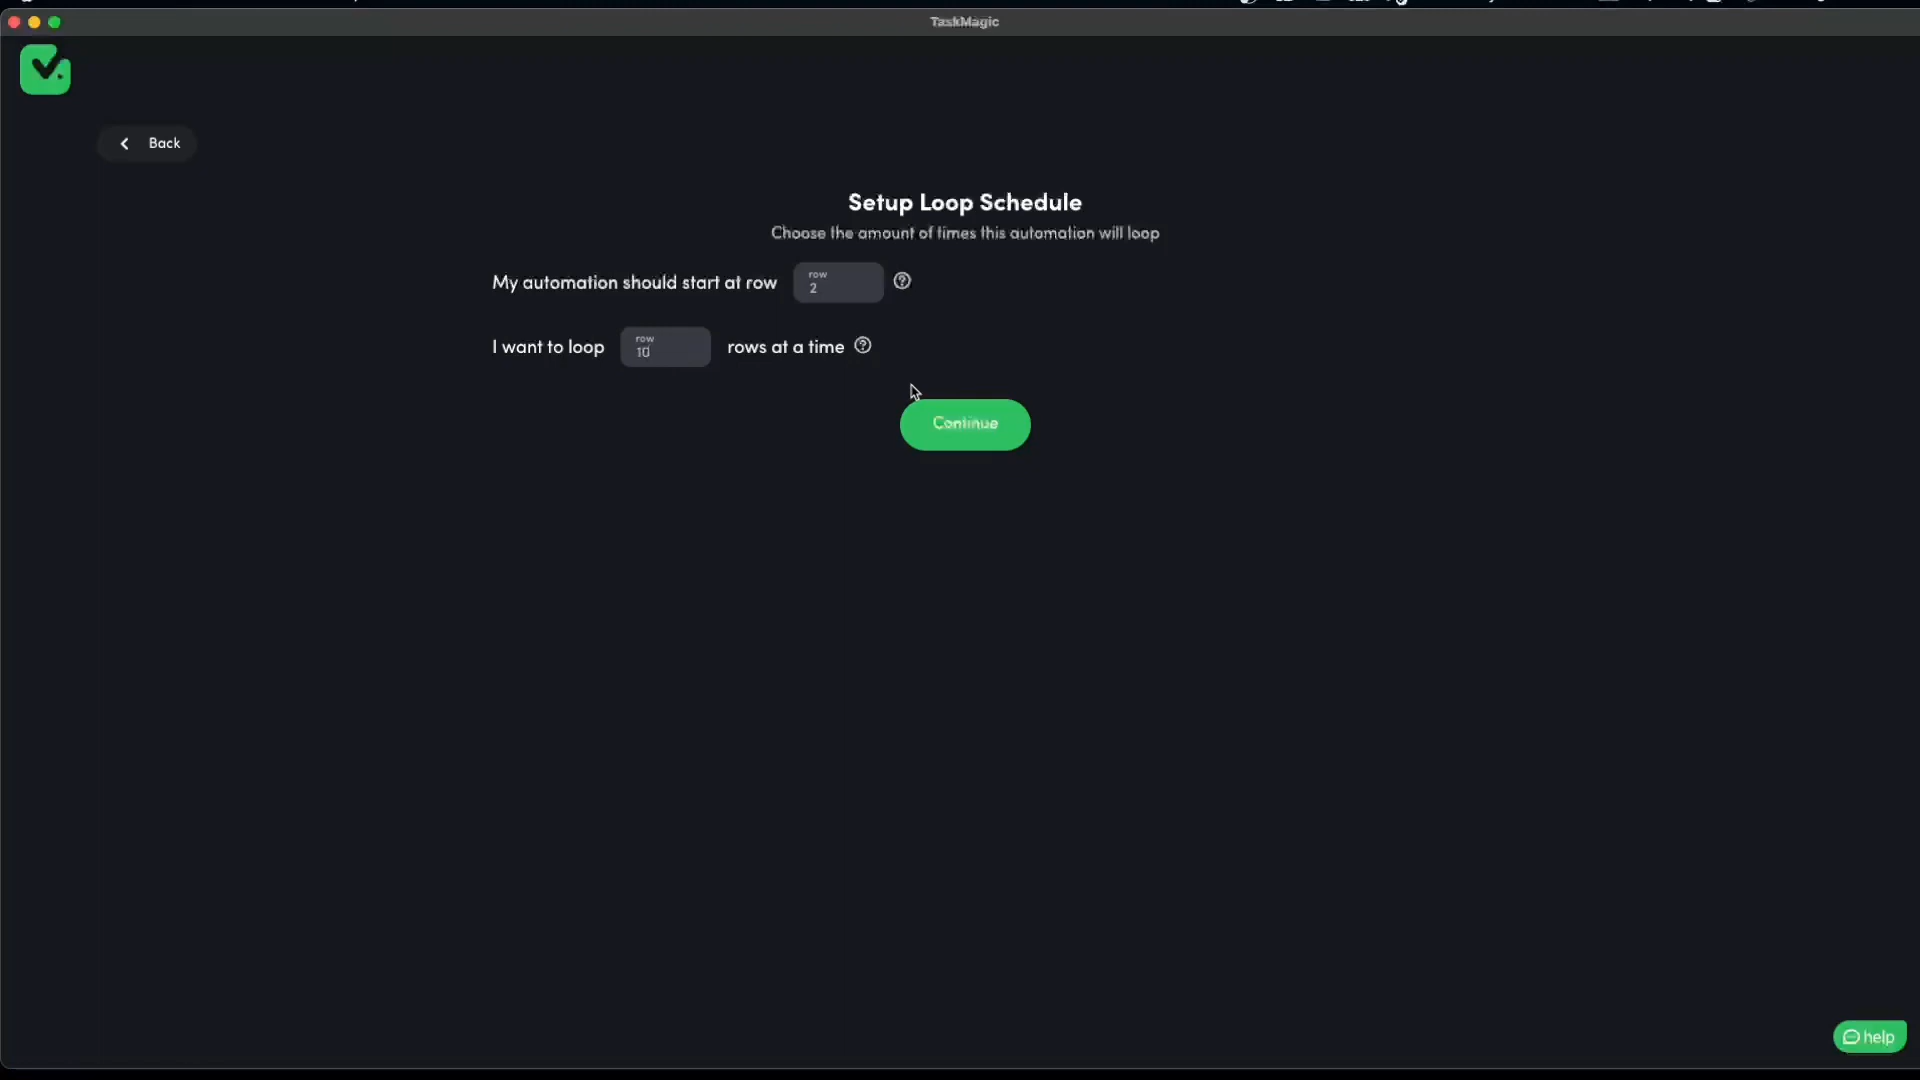 TaskMagic
Back
Setup Loop Schedule
Choose the amount of times this automation will loop
My automation should start at row
row
2
I want to loop
row
10
rows at a time
Continue
help